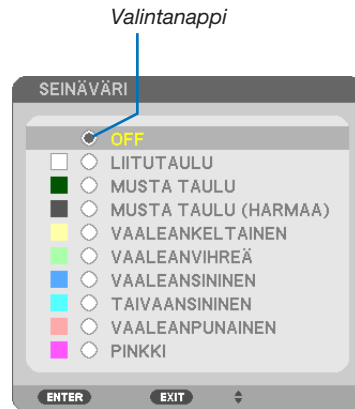 Valintanappi
SEINÄVÄRI
OFF
LIITUTAULU
MUSTA TAULU
MUSTA TAULU (HARMAA)
VAALEANKELTAINEN
VAALEANVIHREÄ
VAALEANSININEN
TAIVAANSININEN
VAALEANPUNAINEN
PINKKI
ENTER EXIT